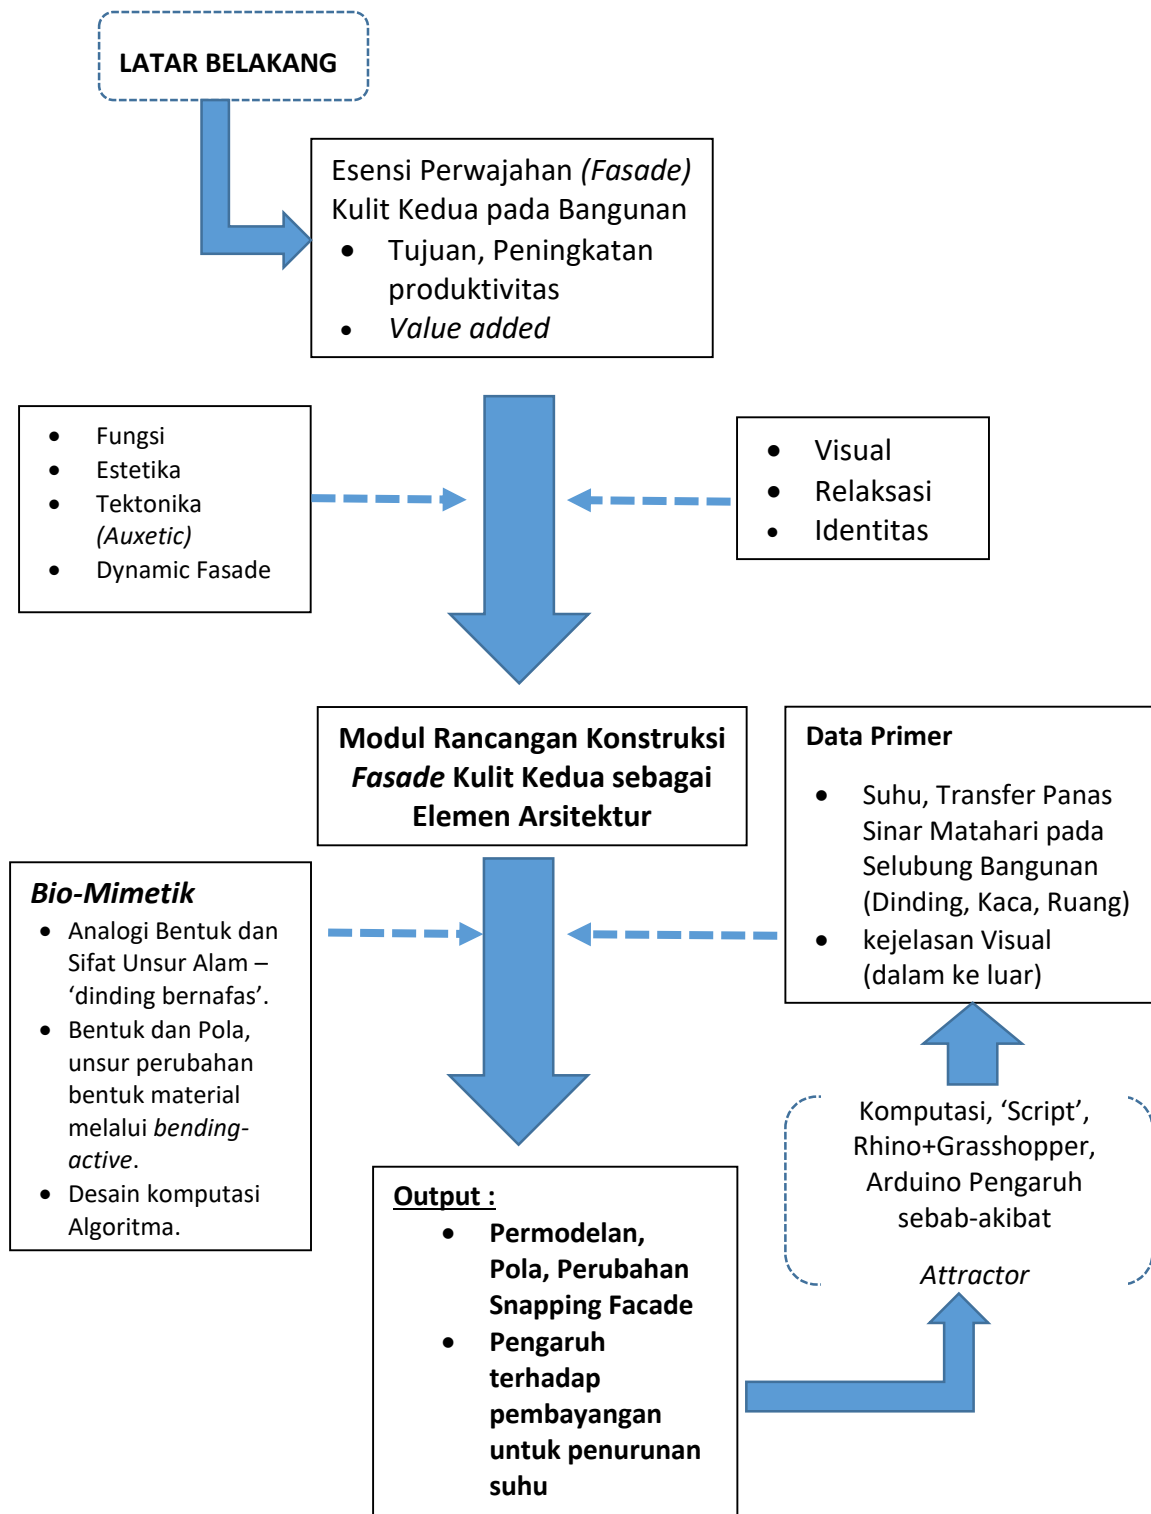 LATAR BELAKANG
Esensi Perwajahan (Fasade)
Kulit Kedua pada Bangunan
• Tujuan, Peningkatan
produktivitas
• Value added
• Fungsi
• Estetika
• Tektonika
(Auxetic)
• Dynamic Fasade
• Visual
• Relaksasi
• Identitas
Modul Rancangan Konstruksi
Fasade Kulit Kedua sebagai
Elemen Arsitektur
Data Primer
• Suhu, Transfer Panas
Sinar Matahari pada
Selubung Bangunan
(Dinding, Kaca, Ruang)
• kejelasan Visual
(dalam ke luar)
Bio-Mimetik
• Analogi Bentuk dan
Sifat Unsur Alam –
‘dinding bernafas’.
• Bentuk dan Pola,
unsur perubahan
bentuk material
melalui bending-
active.
• Desain komputasi
Algoritma.
Komputasi, ‘Script’,
Rhino+Grasshopper,
Arduino Pengaruh
sebab-akibat
Attractor
Output :
• Permodelan,
Pola, Perubahan
Snapping Facade
• Pengaruh
terhadap
pembayangan
untuk penurunan
suhu